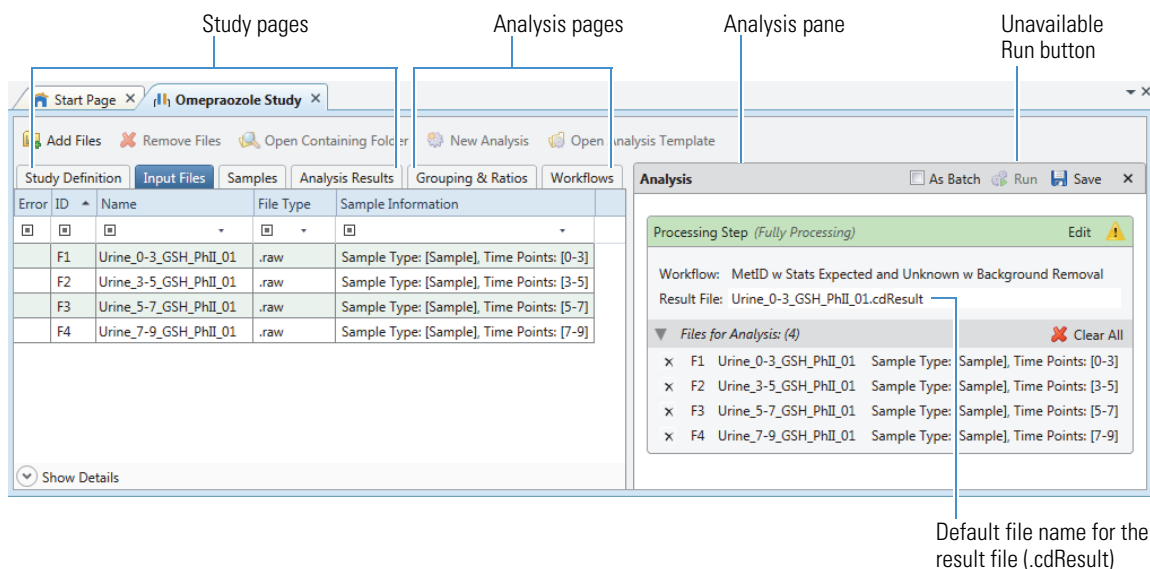 Study pages Analysis pages Analysis pane Unavailable
Run button
Start Page Omepraozole Study
Add Files Remove Files Open Containing Folder New Analysis Open Analysis Template
Study Definition Input Files Samples Analysis Results Grouping & Ratios Workflows
Error ID Name File Type Sample Information
F1 Urine_0-3_GSH_PhII_01 .raw Sample Type: [Sample], Time Points: [0-3]
F2 Urine_3-5_GSH_PhII_01 .raw Sample Type: [Sample], Time Points: [3-5]
F3 Urine_5-7_GSH_PhII_01 .raw Sample Type: [Sample], Time Points: [5-7]
F4 Urine_7-9_GSH_PhII_01 .raw Sample Type: [Sample], Time Points: [7-9]
Show Details
Analysis As Batch Run Save
Processing Step (Fully Processing) Edit
Workflow: MetID w Stats Expected and Unknown w Background Removal
Result File: Urine_0-3_GSH_PhII_01.cdResult
Files for Analysis: (4) Clear All
F1 Urine_0-3_GSH_PhII_01 Sample Type: [Sample], Time Points: [0-3]
F2 Urine_3-5_GSH_PhII_01 Sample Type: [Sample], Time Points: [3-5]
F3 Urine_5-7_GSH_PhII_01 Sample Type: [Sample], Time Points: [5-7]
F4 Urine_7-9_GSH_PhII_01 Sample Type: [Sample], Time Points: [7-9]
Default file name for the
result file (.cdResult)